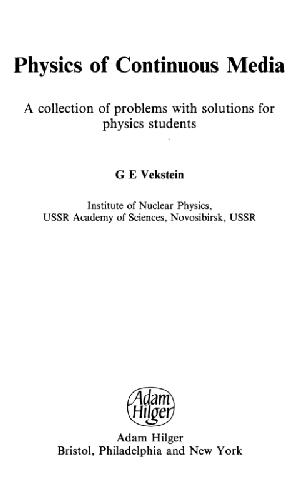 Physics of Continuous Media
A collection of problems with solutions for
physics students
G E Vekstein
Institute of Nuclear Physics,
USSR Academy of Sciences, Novosibirsk, USSR
Adam
Hilger
Adam Hilger
Bristol, Philadelphia and New York